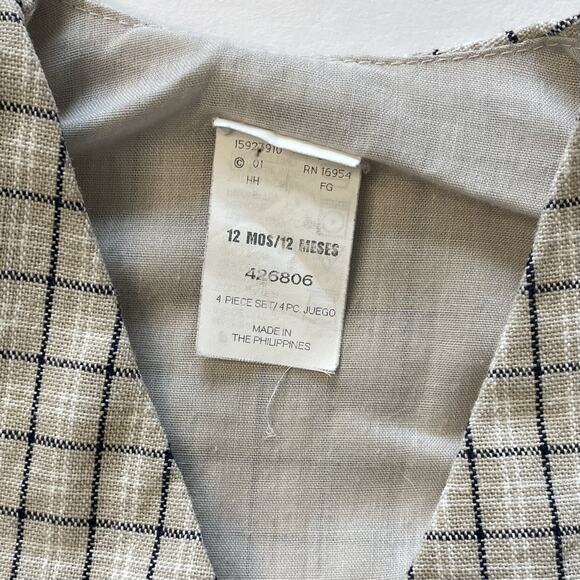 © 01 RN 16954
HH FG
12 MOS/12 MESES
426806
4 PIECE SET/4 PC. JUEGO
MADE IN
THE PHILIPPINES